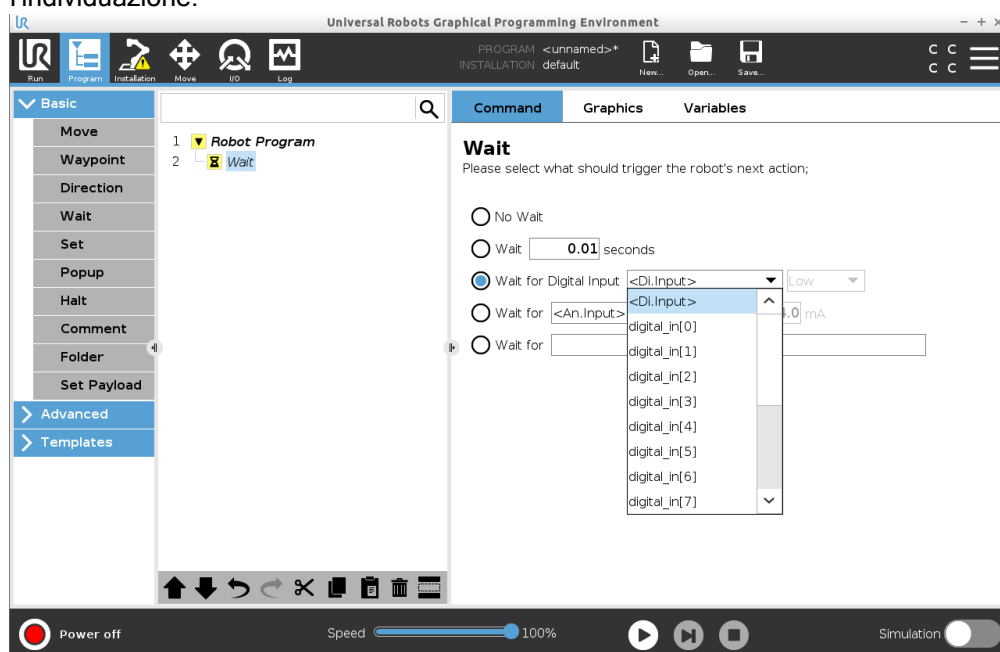 l'individuazione.
Universal Robots Graphical Programming Environment
PROGRAM <unnamed>*
INSTALLATION default
Run Program Installation Move I/O Log New... Open... Save...
C C
C C
Basic
Move
Waypoint
Direction
Wait
Set
Popup
Halt
Comment
Folder
Set Payload
Advanced
Templates
1 Robot Program
2 Wait
Command Graphics Variables
Wait
Please select what should trigger the robot's next action;
No Wait
Wait 0.01 seconds
Wait for Digital Input <Di.Input> Low
Wait for <An.Input> .0 mA
Wait for
<Di.Input>
digital_in[0]
digital_in[1]
digital_in[2]
digital_in[3]
digital_in[4]
digital_in[5]
digital_in[6]
digital_in[7]
Power off
Speed 100%
Simulation